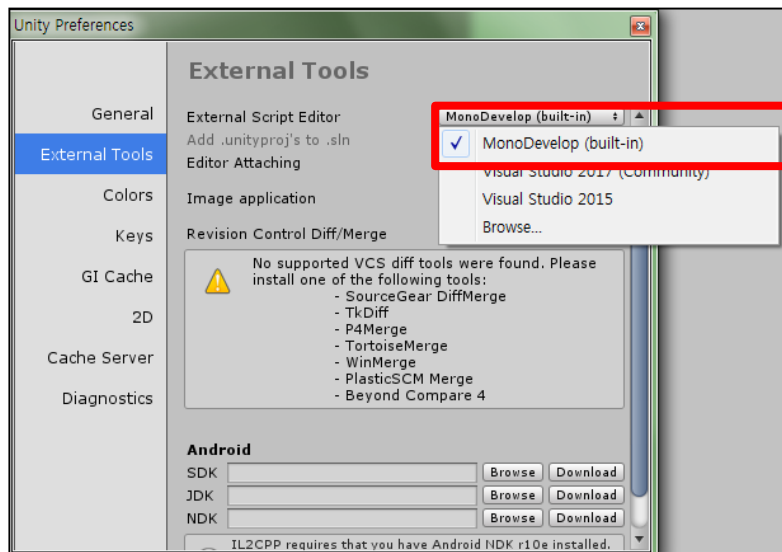 Unity Preferences
External Tools
General
External Tools
Colors
Keys
GI Cache
2D
Cache Server
Diagnostics
External Script Editor
MonoDevelop (built-in)
Add .unityproj's to .sln
Editor Attaching
Image application
Revision Control Diff/Merge
MonoDevelop (built-in)
Visual Studio 2017 (Community)
Visual Studio 2015
Browse...
No supported VCS diff tools were found. Please
install one of the following tools:
- SourceGear DiffMerge
- TkDiff
- P4Merge
- TortoiseMerge
- WinMerge
- PlasticSCM Merge
- Beyond Compare 4
Android
SDK Browse Download
JDK Browse Download
NDK Browse Download
IL2CPP requires that you have Android NDK r10e installed.